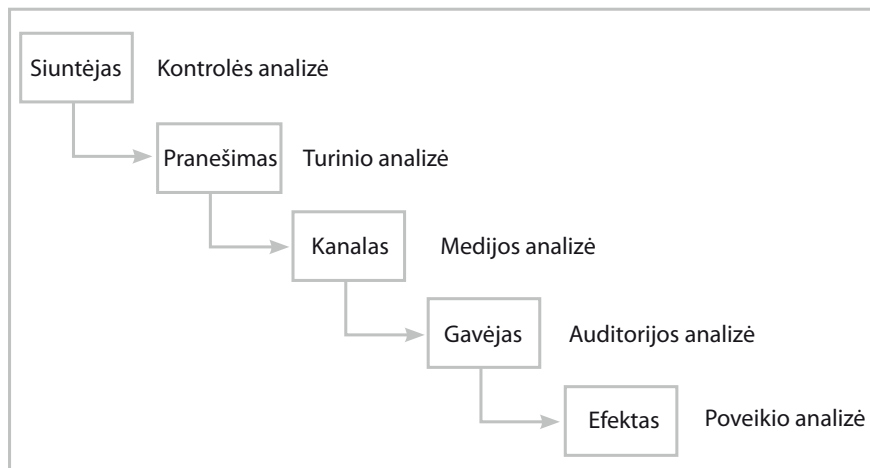 Siuntėjas Kontrolės analizė
Pranešimas Turinio analizė
Kanalas Medijos analizė
Gavėjas Auditorijos analizė
Efektas Poveikio analizė